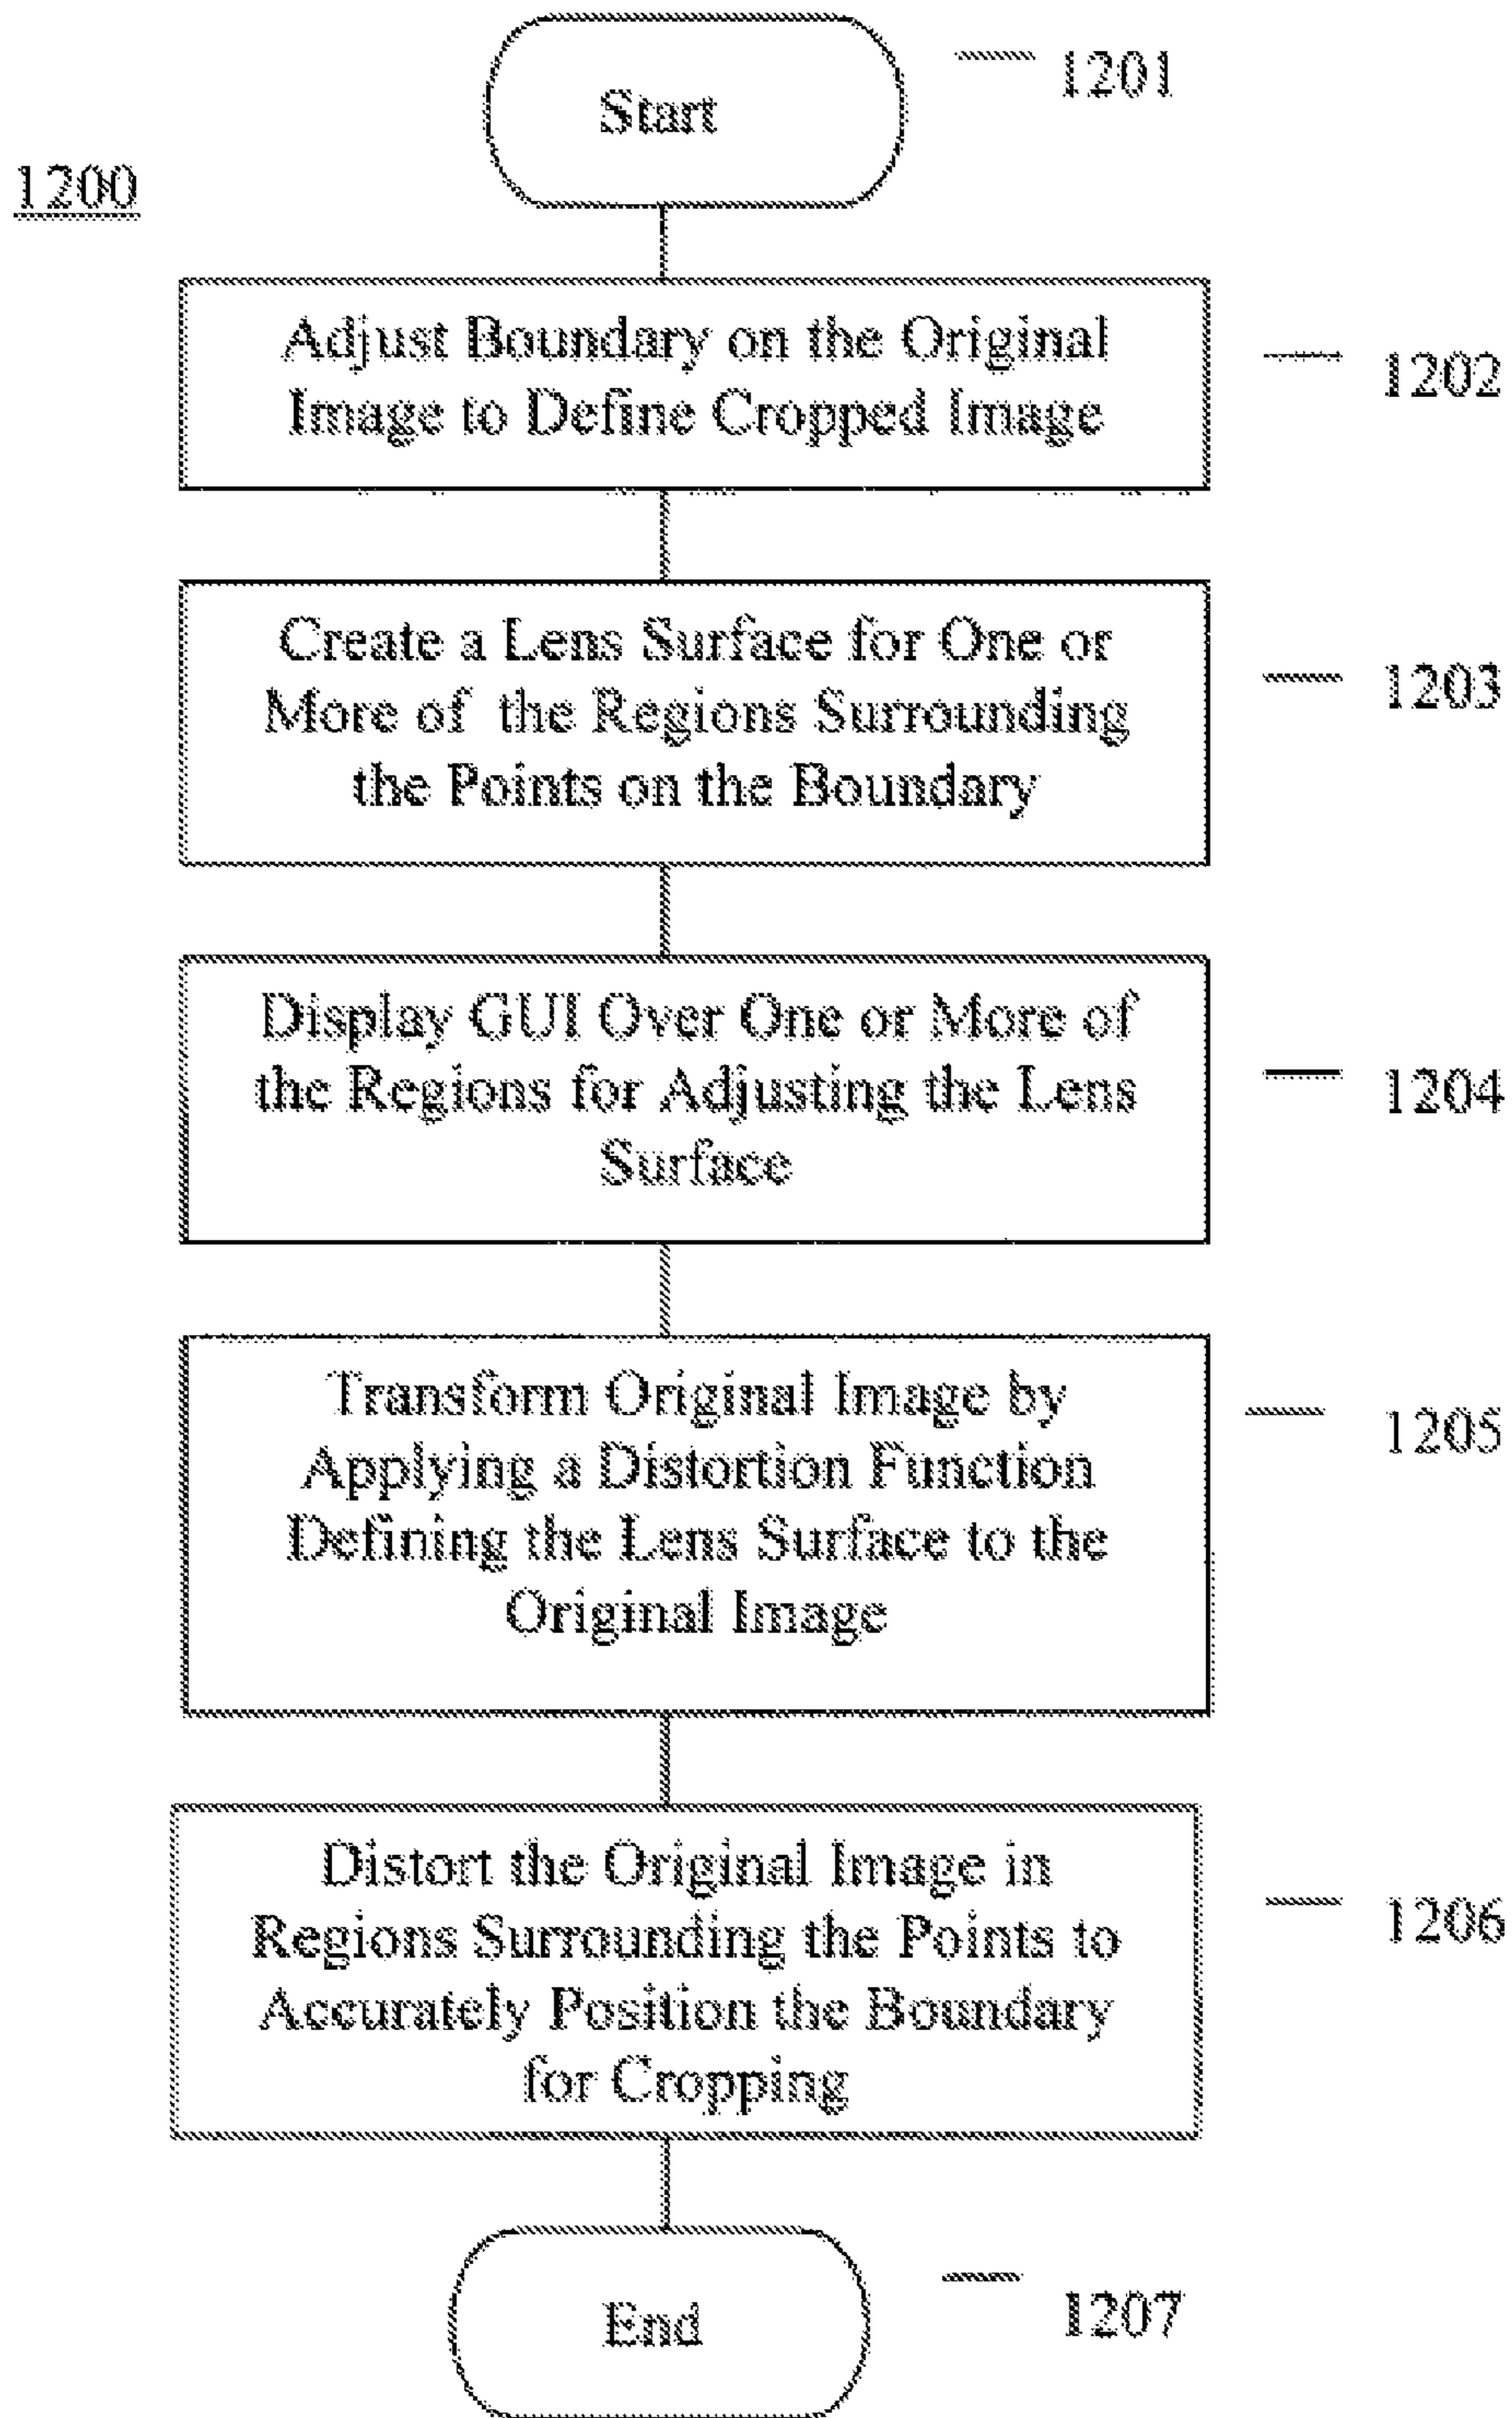 Start
1201
1200
Adjust Boundary on the Original
Image to Define Cropped Image
1202
Create a Lens Surface for One or
More of the Regions Surrounding
the Points on the Boundary
1203
Display GUI Over One or More of
the Regions for Adjusting the Lens
Surface
1204
Transform Original Image by
Applying a Distortion Function
Defining the Lens Surface to the
Original Image
1205
Distort the Original Image in
Regions Surrounding the Points to
Accurately Position the Boundary
for Cropping
1206
End
1207